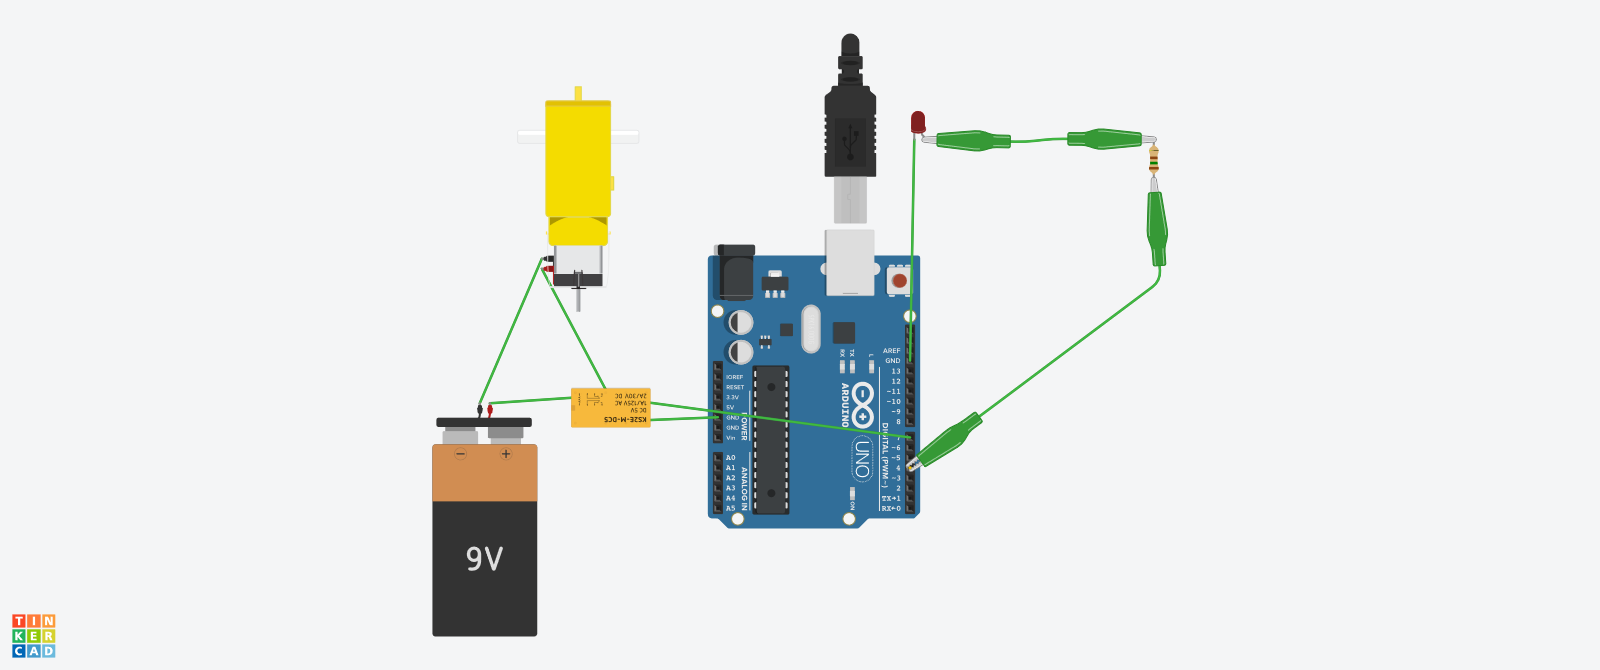 AREF
GND
13
12
~11
~10
~9
8
7
~6
~5
4
~3
2
TX→1
RX←0
DIGITAL (PWM~)
IOREF
RESET
3.3V
5V
GND
GND
Vin
POWER
A0
A1
A2
A3
A4
A5
ANALOG IN
RX
TX
L
ARDUINO
UNO
ON
KS2E-M-DC5
DC 5V
1A/125V AC
2A/30V DC
9V
TIN
KER
CAD